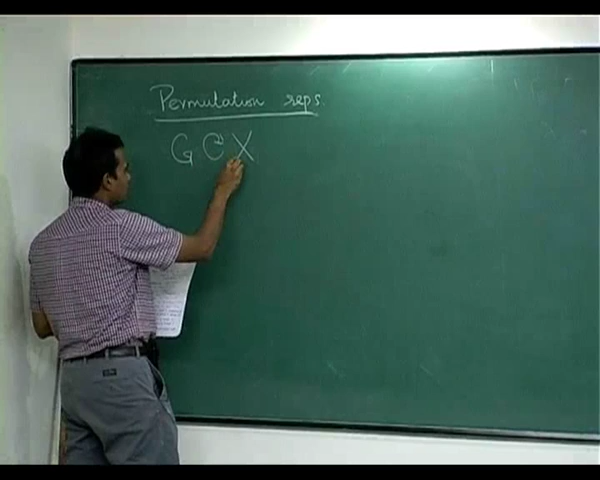 Permutation reps.
G ↻ X